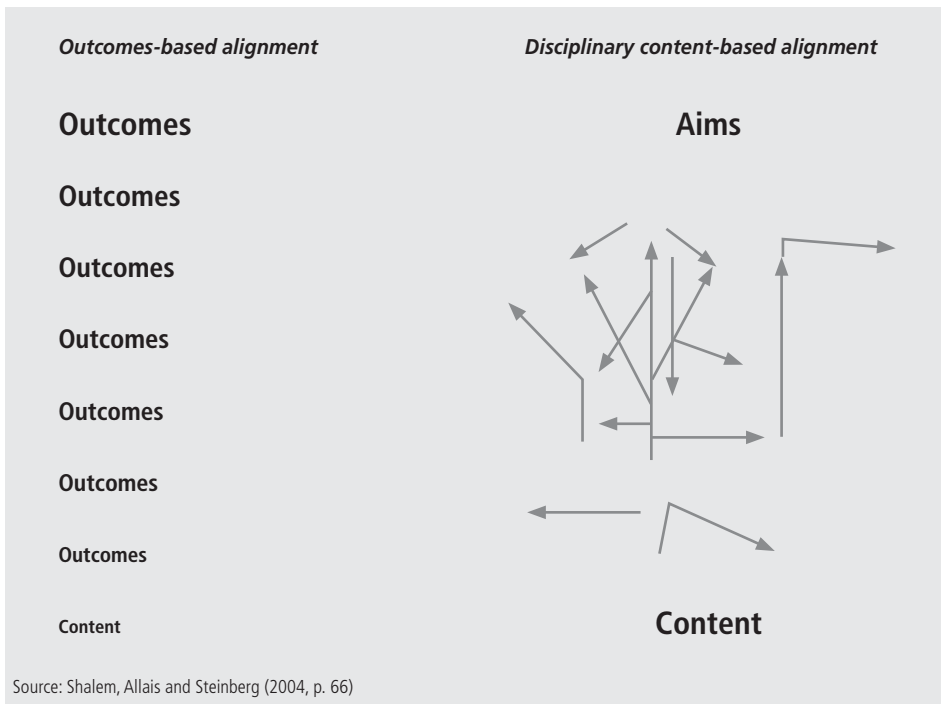 Outcomes-based alignment
Disciplinary content-based alignment
Outcomes
Aims
Outcomes
Outcomes
Outcomes
Outcomes
Outcomes
Outcomes
Content
Content
Source: Shalem, Allais and Steinberg (2004, p. 66)